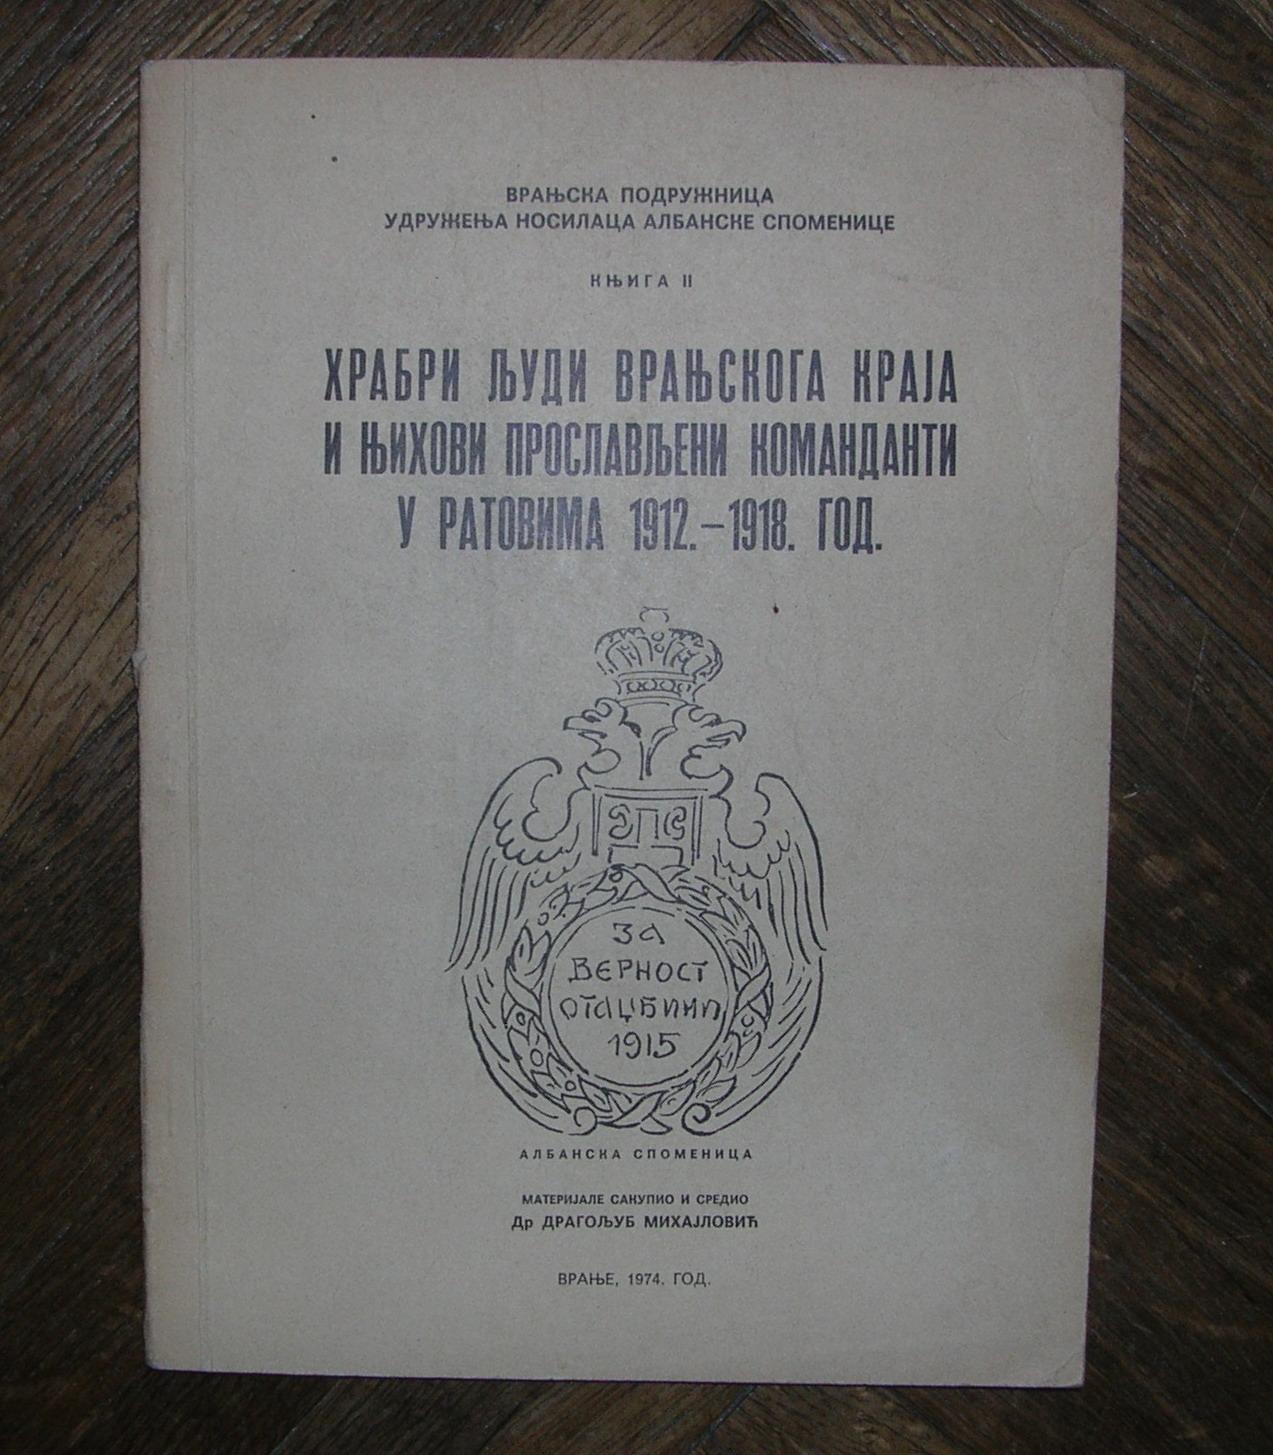 ВРАЊСКА ПОДРУЖНИЦА
УДРУЖЕЊА НОСИЛАЦА АЛБАНСКЕ СПОМЕНИЦЕ
КЊИГА II
ХРАБРИ ЉУДИ ВРАЊСКОГА КРАЈА
И ЊИХОВИ ПРОСЛАВЉЕНИ КОМАНДАНТИ
У РАТОВИМА 1912.–1918. ГОД.
ЗА
ВЕРНОСТ
ОТАЏБИНИ
1915
АЛБАНСКА СПОМЕНИЦА
МАТЕРИЈАЛЕ САКУПИО И СРЕДИО
Др ДРАГОЉУБ МИХАЈЛОВИЋ
ВРАЊЕ, 1974. ГОД.